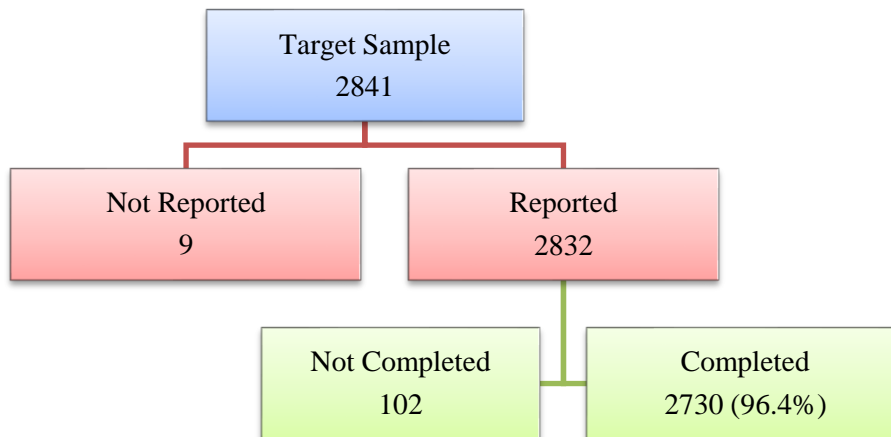 Target Sample
2841
Not Reported
9
Reported
2832
Not Completed
102
Completed
2730 (96.4%)